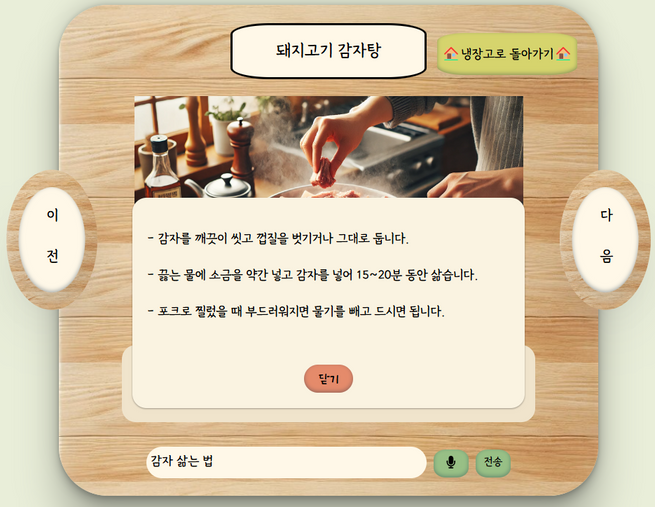 돼지고기 감자탕
냉장고로 돌아가기
이전
다음
- 감자를 깨끗이 씻고 껍질을 벗기거나 그대로 둡니다.
- 끓는 물에 소금을 약간 넣고 감자를 넣어 15~20분 동안 삶습니다.
- 포크로 찔렀을 때 부드러워지면 물기를 빼고 드시면 됩니다.
닫기
감자 삶는 법
전송